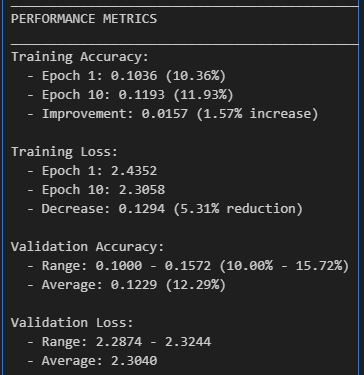 PERFORMANCE METRICS
Training Accuracy:
- Epoch 1: 0.1036 (10.36%)
- Epoch 10: 0.1193 (11.93%)
- Improvement: 0.0157 (1.57% increase)
Training Loss:
- Epoch 1: 2.4352
- Epoch 10: 2.3058
- Decrease: 0.1294 (5.31% reduction)
Validation Accuracy:
- Range: 0.1000 - 0.1572 (10.00% - 15.72%)
- Average: 0.1229 (12.29%)
Validation Loss:
- Range: 2.2874 - 2.3244
- Average: 2.3040